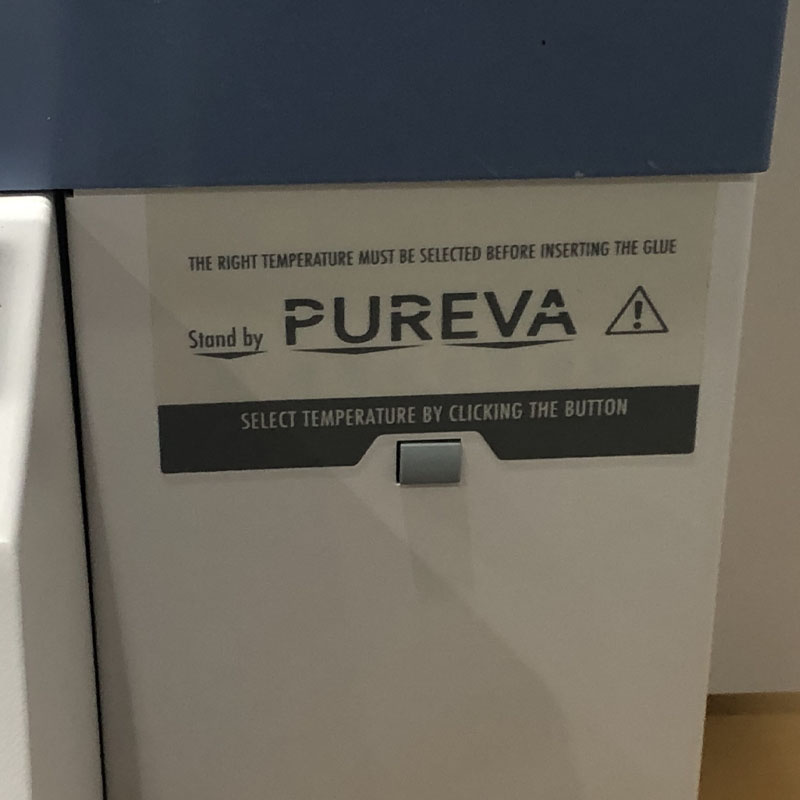 THE RIGHT TEMPERATURE MUST BE SELECTED BEFORE INSERTING THE GLUE
Stand by PUREVA
SELECT TEMPERATURE BY CLICKING THE BUTTON